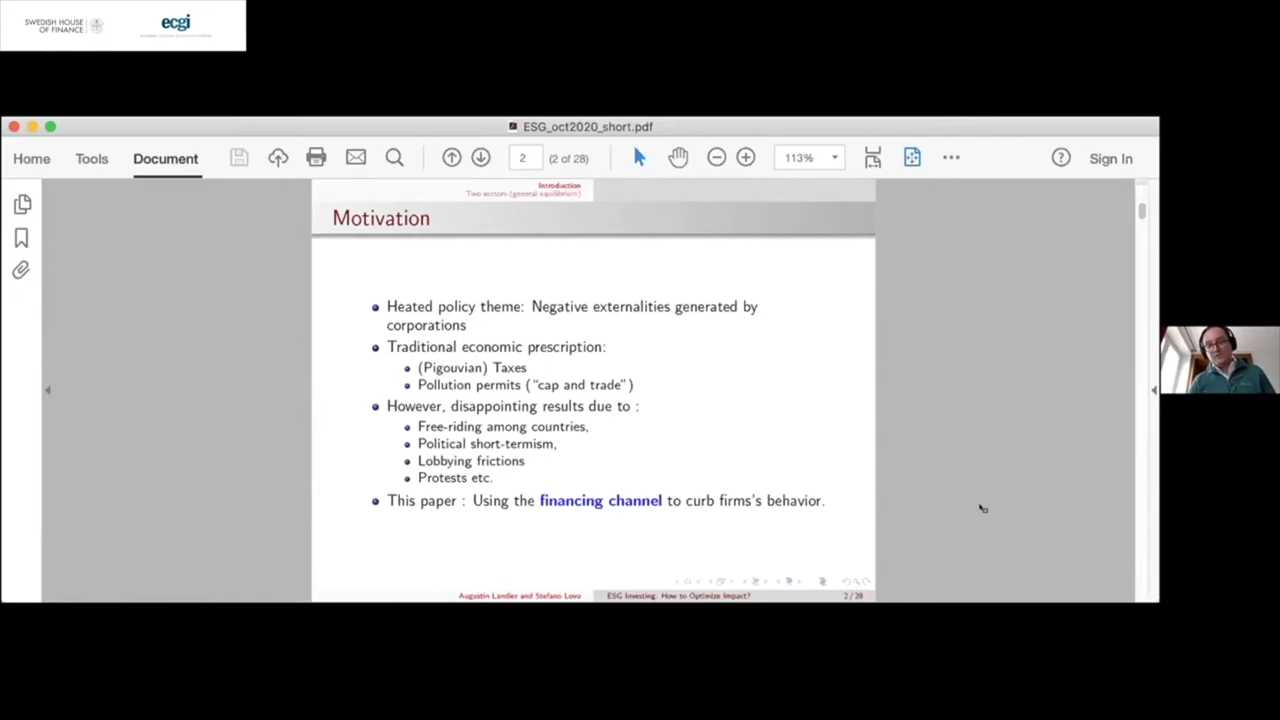 SWEDISH HOUSE
OF FINANCE
ecgi
ESG_oct2020_short.pdf
Home Tools Document 2 (2 of 28) 113% Sign In
Introduction
Two sectors (general equilibrium)
Motivation
Heated policy theme: Negative externalities generated by
corporations
Traditional economic prescription:
(Pigouvian) Taxes
Pollution permits (“cap and trade”)
However, disappointing results due to :
Free-riding among countries,
Political short-termism,
Lobbying frictions
Protests etc.
This paper : Using the financing channel to curb firms's behavior.
Augustin Landier and Stefano Lovo ESG Investing: How to Optimize Impact? 2 / 28